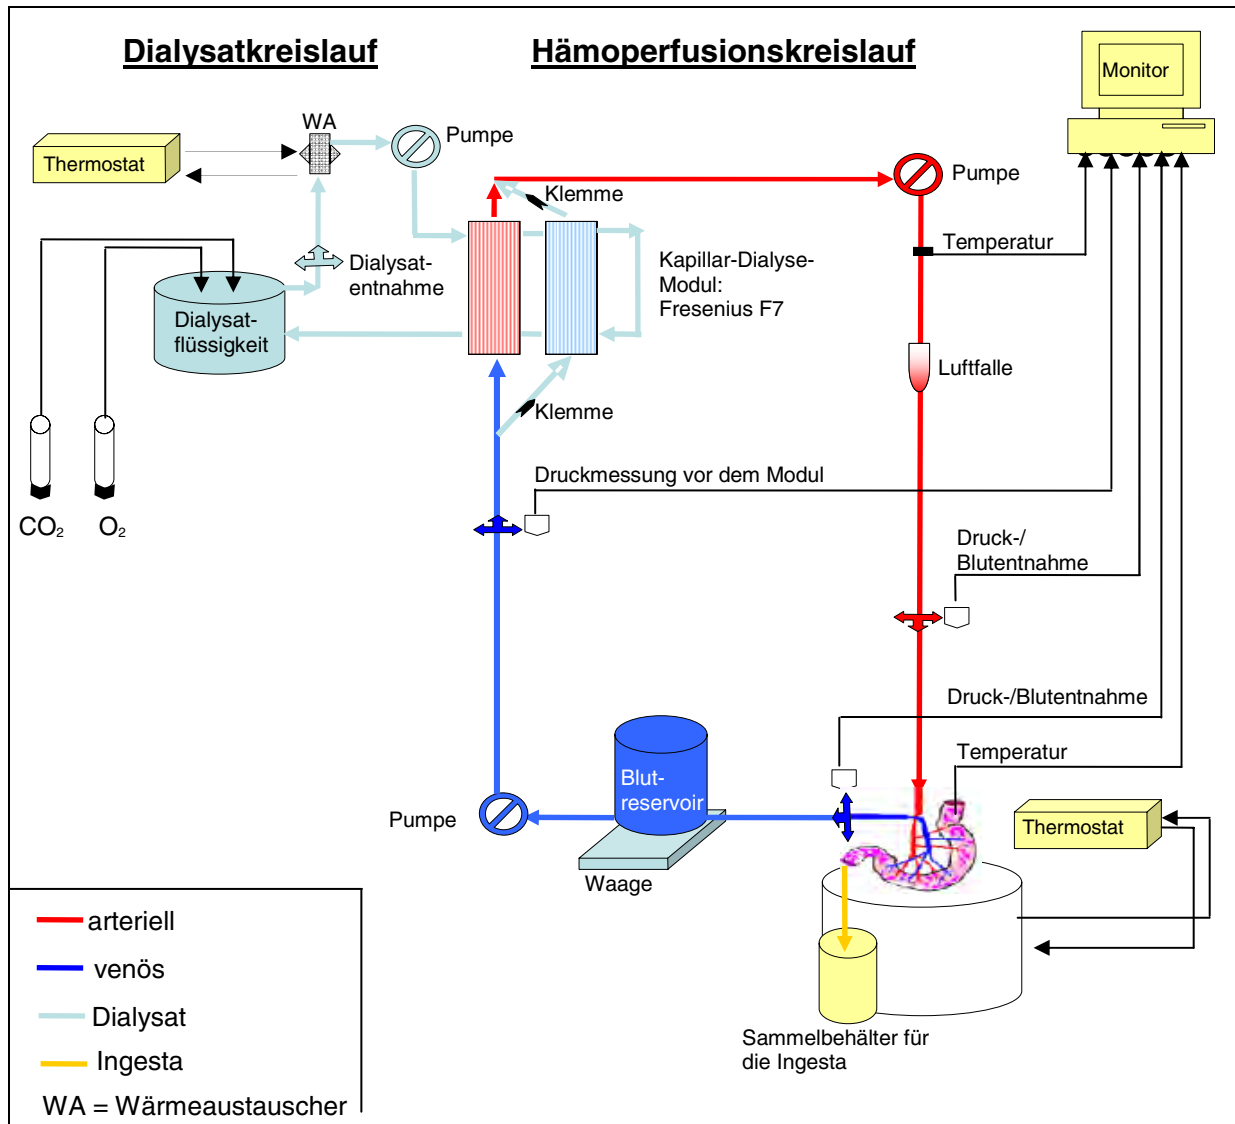 Dialysatkreislauf
Hämoperfusionskreislauf
Monitor
WA
Pumpe
Thermostat
Pumpe
Klemme
Temperatur
Dialysat-
entnahme
Kapillar-Dialyse-
Modul:
Fresenius F7
Dialysat-
flüssigkeit
Luftfalle
Klemme
Druckmessung vor dem Modul
CO₂
O₂
Druck-/
Blutentnahme
Druck-/Blutentnahme
Temperatur
Blut-
reservoir
Pumpe
Thermostat
Waage
arteriell
venös
Dialysat
Ingesta
WA = Wärmeaustauscher
Sammelbehälter für
die Ingesta